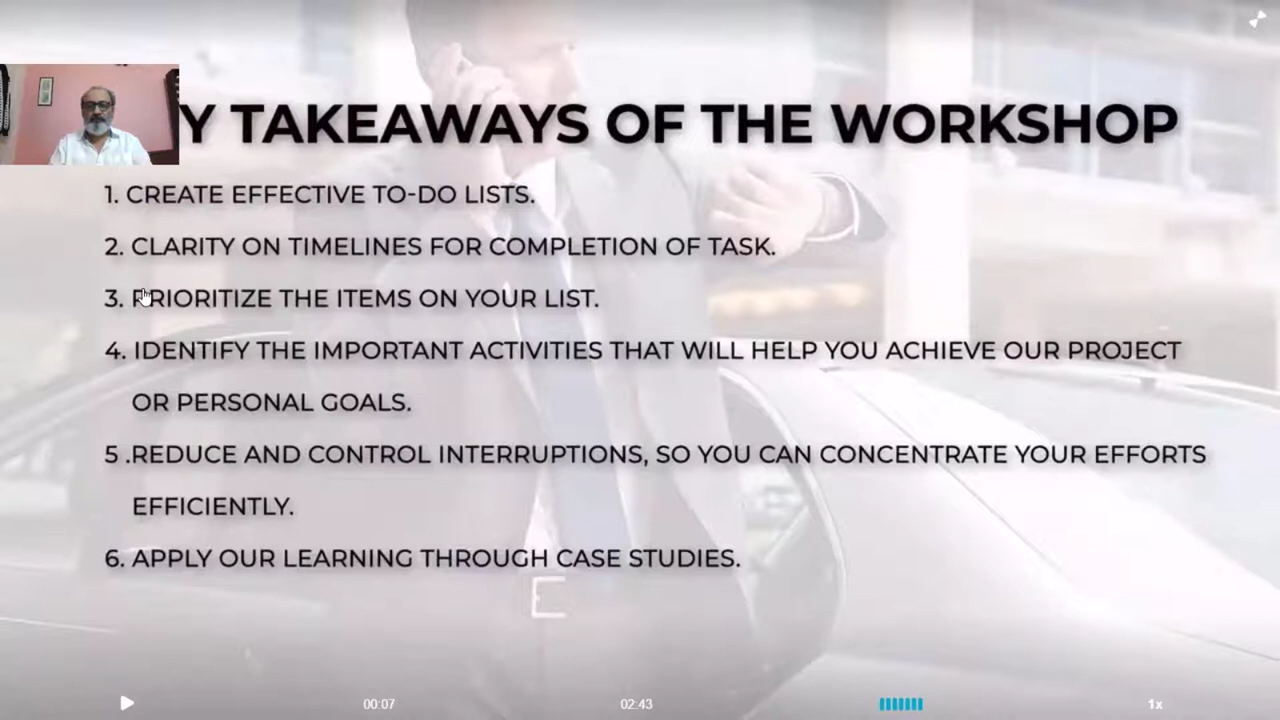 Y TAKEAWAYS OF THE WORKSHOP
1. CREATE EFFECTIVE TO-DO LISTS.
2. CLARITY ON TIMELINES FOR COMPLETION OF TASK.
3. PRIORITIZE THE ITEMS ON YOUR LIST.
4. IDENTIFY THE IMPORTANT ACTIVITIES THAT WILL HELP YOU ACHIEVE OUR PROJECT
OR PERSONAL GOALS.
5 .REDUCE AND CONTROL INTERRUPTIONS, SO YOU CAN CONCENTRATE YOUR EFFORTS
EFFICIENTLY.
6. APPLY OUR LEARNING THROUGH CASE STUDIES.
00:07 02:43 1x